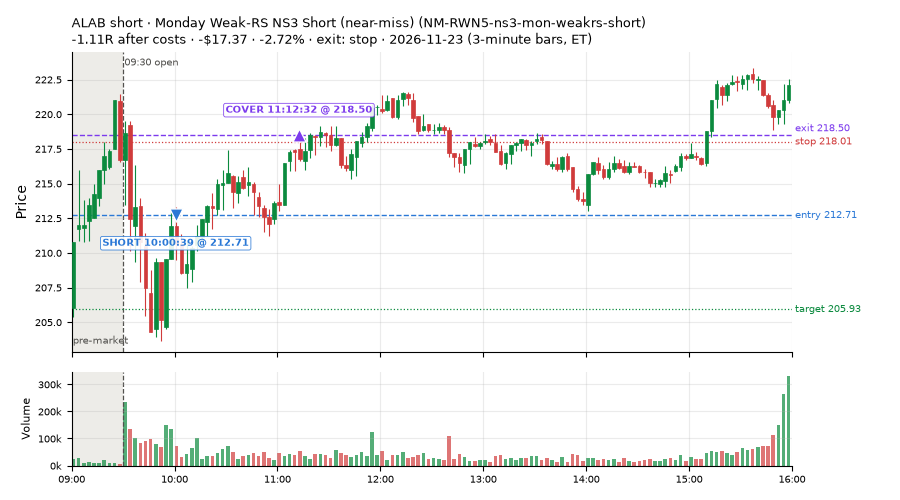 ALAB short · Monday Weak-RS NS3 Short (near-miss) (NM-RWN5-ns3-mon-weakrs-short)
-1.11R after costs · -$17.37 · -2.72% · exit: stop · 2026-11-23 (3-minute bars, ET)
09:30 open
222.5
220.0
217.5
215.0
212.5
210.0
207.5
205.0
Price
COVER 11:12:32 @ 218.50
SHORT 10:00:39 @ 212.71
exit 218.50
stop 218.01
entry 212.71
target 205.93
pre-market
300k
200k
100k
0k
Volume
09:00
10:00
11:00
12:00
13:00
14:00
15:00
16:00